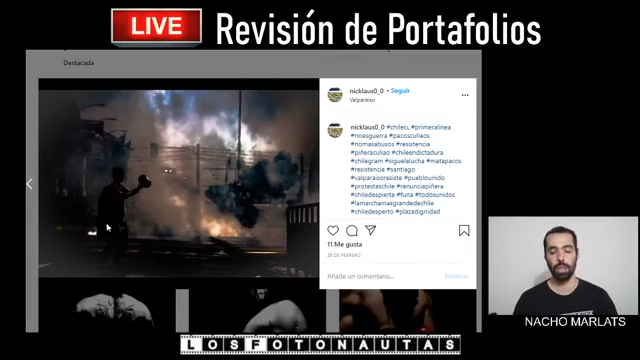 LIVE
Revisión de Portafolios
Destacada
nicklaus0_0 • Seguir
Valparaiso
...
nicklaus0_0 #chileci, #primeralinea
#noesguerra #pacosculiaos
#nomasabusos #resistencia
#piñeraculiao #chileendictadura
#chilegram #siguelalucha #matapacos
#resistencia #santiago
#valparaisoresiste #pueblounido
#protestaschile #renunciapiñera
#chiledespierta #funa #todosunidos
#lamarchamasgrandedechile
#chiledesperto #plazadignidad
11 Me gusta
28 DE FEBRERO
Añade un comentario...
Publicar
NACHO MARLATS
LOSFOTONAUTAS